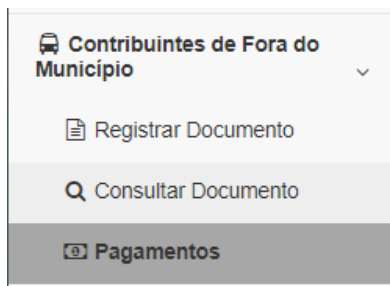 Contribuintes de Fora do
Município
Registrar Documento
Consultar Documento
Pagamentos